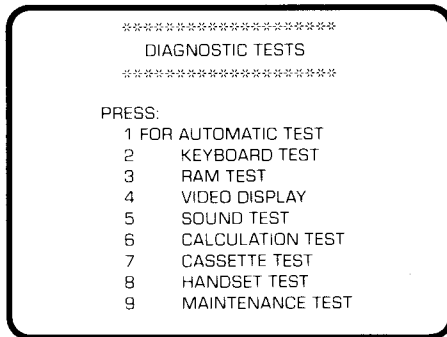 ********************
DIAGNOSTIC TESTS
********************
PRESS:
1 FOR AUTOMATIC TEST
2 KEYBOARD TEST
3 RAM TEST
4 VIDEO DISPLAY
5 SOUND TEST
6 CALCULATION TEST
7 CASSETTE TEST
8 HANDSET TEST
9 MAINTENANCE TEST